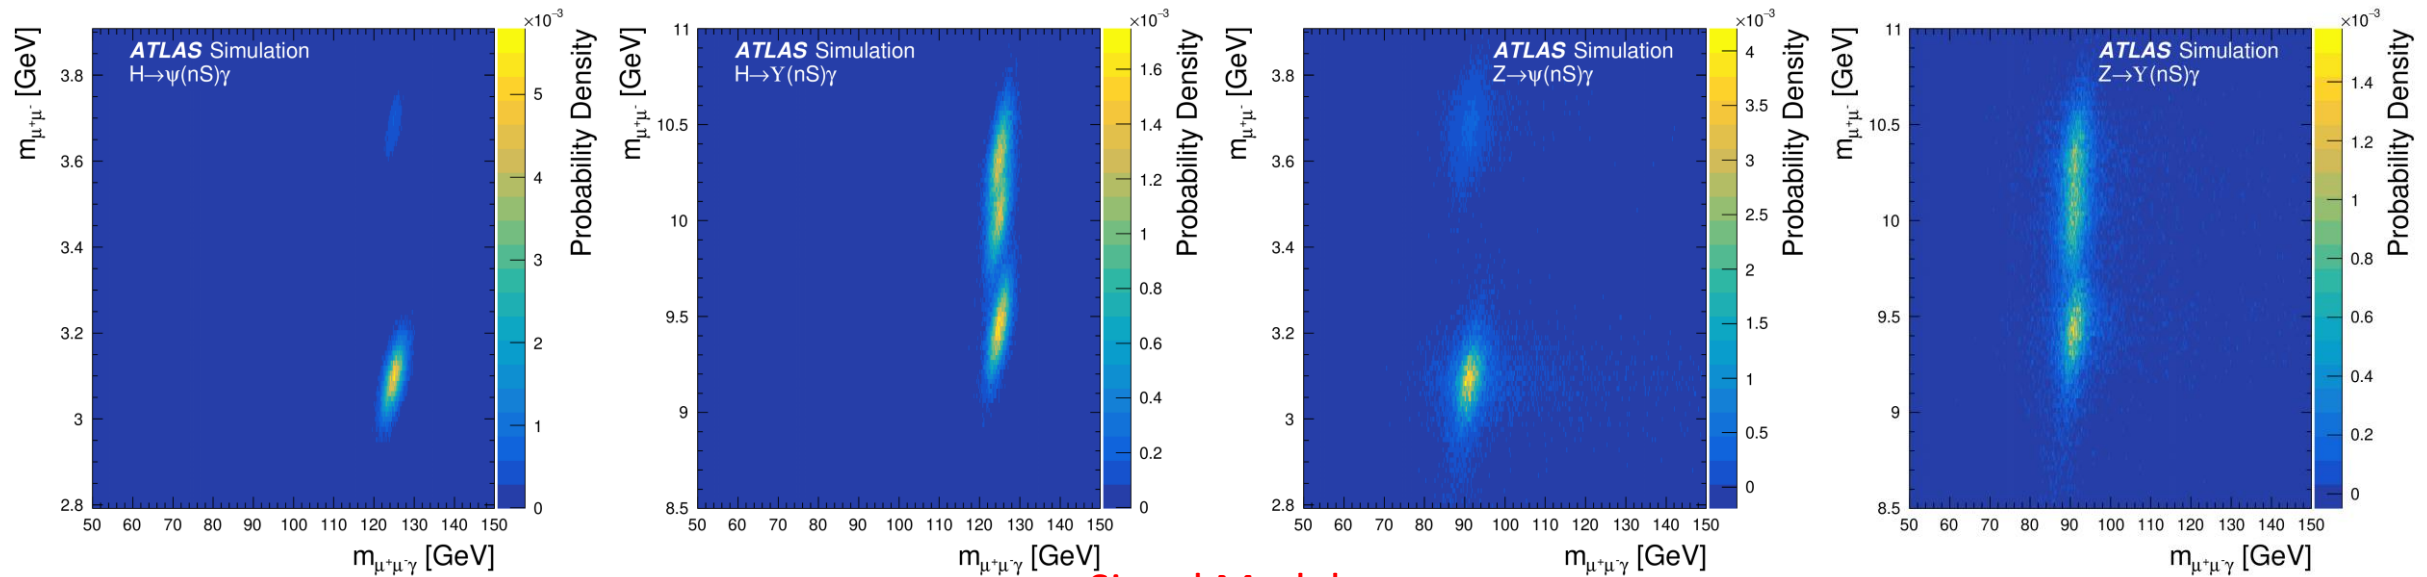 ×10⁻³
ATLAS Simulation
H→ψ(nS)γ
m_μ⁺μ⁻ [GeV]
3.8
3.6
3.4
3.2
3
2.8
50 60 70 80 90 100 110 120 130 140 150
m_μ⁺μ⁻γ [GeV]
5
4
3
2
1
0
Probability Density
×10⁻³
ATLAS Simulation
H→Υ(nS)γ
m_μ⁺μ⁻ [GeV]
11
10.5
10
9.5
9
8.5
50 60 70 80 90 100 110 120 130 140 150
m_μ⁺μ⁻γ [GeV]
1.6
1.4
1.2
1
0.8
0.6
0.4
0.2
0
Probability Density
×10⁻³
ATLAS Simulation
Z→ψ(nS)γ
m_μ⁺μ⁻ [GeV]
3.8
3.6
3.4
3.2
3
2.8
50 60 70 80 90 100 110 120 130 140 150
m_μ⁺μ⁻γ [GeV]
4
3.5
3
2.5
2
1.5
1
0.5
0
Probability Density
×10⁻³
ATLAS Simulation
Z→Υ(nS)γ
m_μ⁺μ⁻ [GeV]
11
10.5
10
9.5
9
8.5
50 60 70 80 90 100 110 120 130 140 150
m_μ⁺μ⁻γ [GeV]
1.4
1.2
1
0.8
0.6
0.4
0.2
0
Probability Density